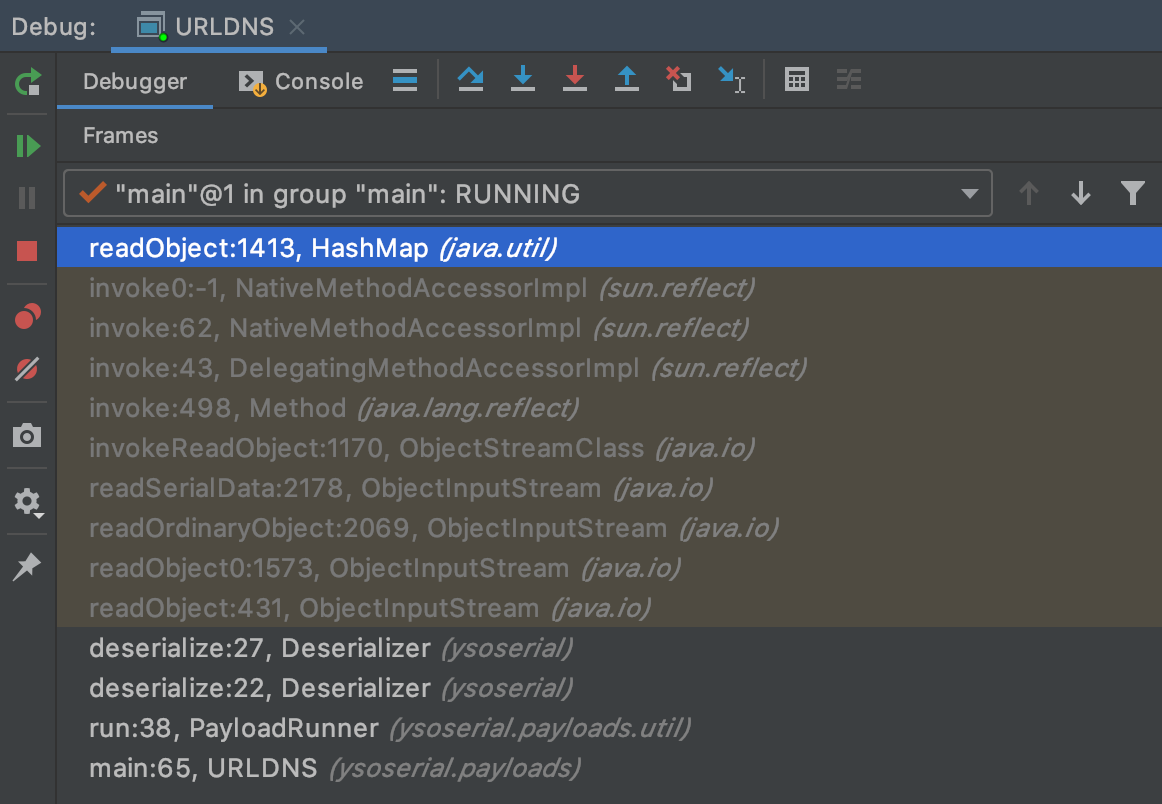 Debug: URLDNS
Debugger Console
Frames
"main"@1 in group "main": RUNNING
readObject:1413, HashMap (java.util)
invoke0:-1, NativeMethodAccessorImpl (sun.reflect)
invoke:62, NativeMethodAccessorImpl (sun.reflect)
invoke:43, DelegatingMethodAccessorImpl (sun.reflect)
invoke:498, Method (java.lang.reflect)
invokeReadObject:1170, ObjectStreamClass (java.io)
readSerialData:2178, ObjectInputStream (java.io)
readOrdinaryObject:2069, ObjectInputStream (java.io)
readObject0:1573, ObjectInputStream (java.io)
readObject:431, ObjectInputStream (java.io)
deserialize:27, Deserializer (ysoserial)
deserialize:22, Deserializer (ysoserial)
run:38, PayloadRunner (ysoserial.payloads.util)
main:65, URLDNS (ysoserial.payloads)